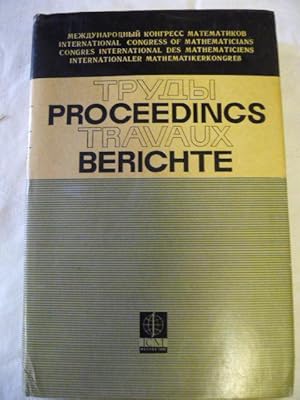 МЕЖДУНАРОДНЫЙ КОНГРЕСС МАТЕМАТИКОВ
INTERNATIONAL CONGRESS OF MATHEMATICIANS
CONGRES INTERNATIONAL DES MATHEMATICIENS
INTERNATIONALER MATHEMATIKERKONGREß
ТРУДЫ
PROCEEDINGS
TRAVAUX
BERICHTE
ICM